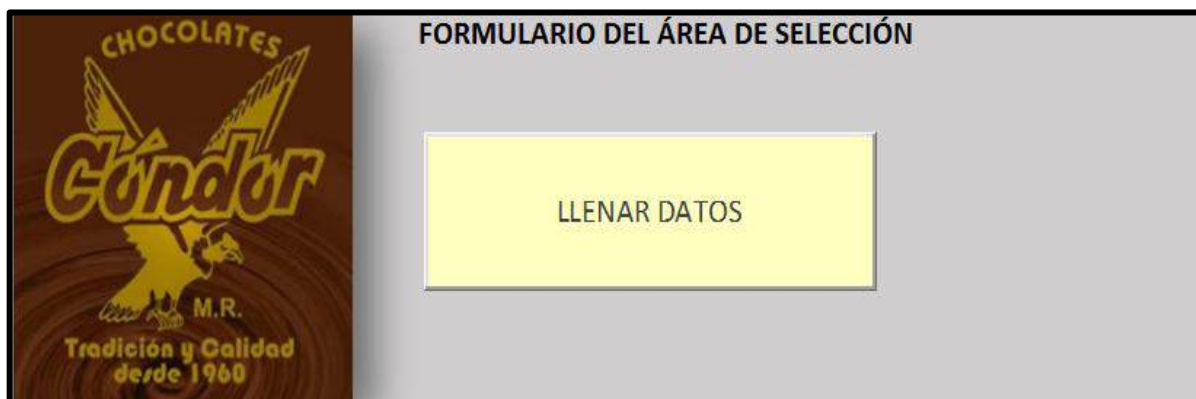 CHOCOLATES
Cóndor
M.R.
Tradición y Calidad
desde 1960
FORMULARIO DEL ÁREA DE SELECCIÓN
LLENAR DATOS